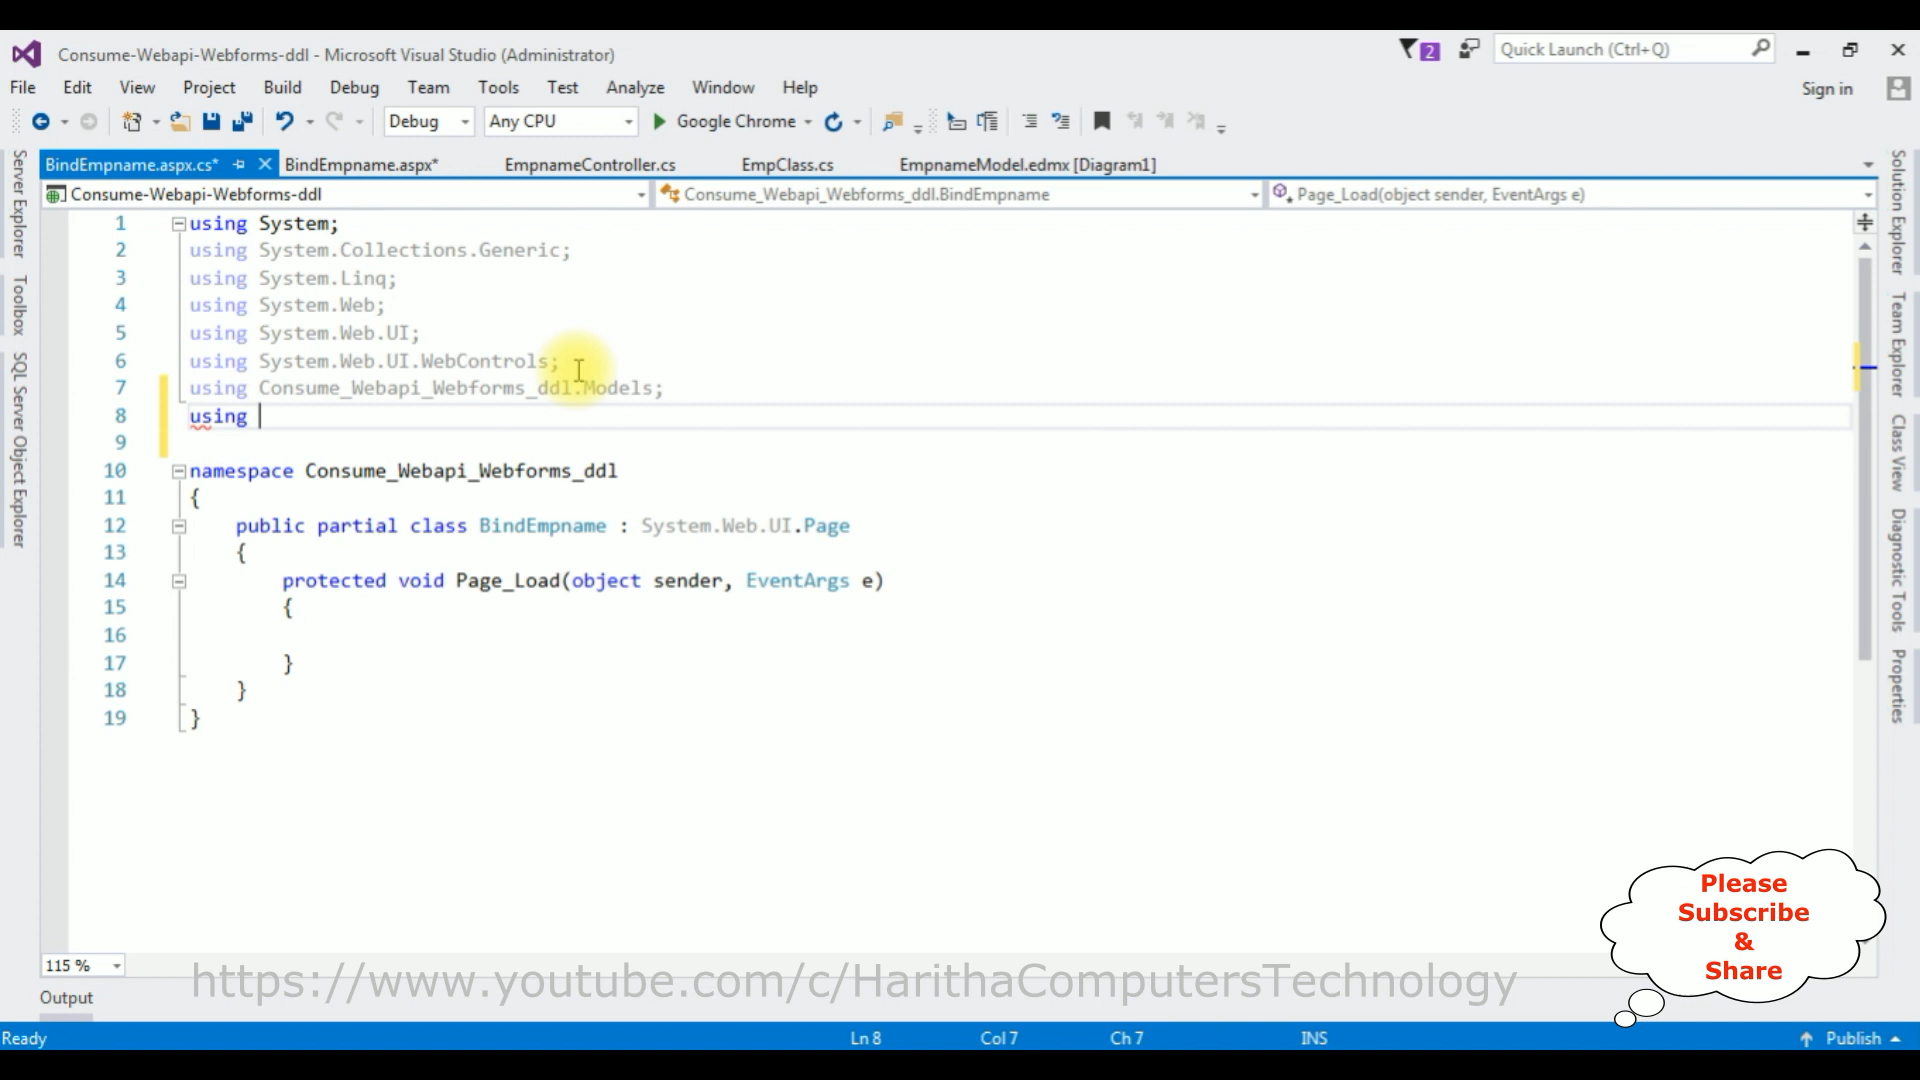 Consume-Webapi-Webforms-ddl - Microsoft Visual Studio (Administrator)
2
Quick Launch (Ctrl+Q)
File Edit View Project Build Debug Team Tools Test Analyze Window Help
Sign in
Debug Any CPU Google Chrome
BindEmpname.aspx.cs* BindEmpname.aspx* EmpnameController.cs EmpClass.cs EmpnameModel.edmx [Diagram1]
Consume-Webapi-Webforms-ddl Consume_Webapi_Webforms_ddl.BindEmpname Page_Load(object sender, EventArgs e)
Server Explorer
Toolbox
SQL Server Object Explorer
1 using System;
2 using System.Collections.Generic;
3 using System.Linq;
4 using System.Web;
5 using System.Web.UI;
6 using System.Web.UI.WebControls;
7 using Consume_Webapi_Webforms_ddl.Models;
8 using
9
10 namespace Consume_Webapi_Webforms_ddl
11 {
12 public partial class BindEmpname : System.Web.UI.Page
13 {
14 protected void Page_Load(object sender, EventArgs e)
15 {
16
17 }
18 }
19 }
Solution Explorer
Team Explorer
Class View
Diagnostic Tools
Properties
Please
Subscribe
&
Share
115 %
https://www.youtube.com/c/HarithaComputersTechnology
Output
Ready Ln 8 Col 7 Ch 7 INS Publish